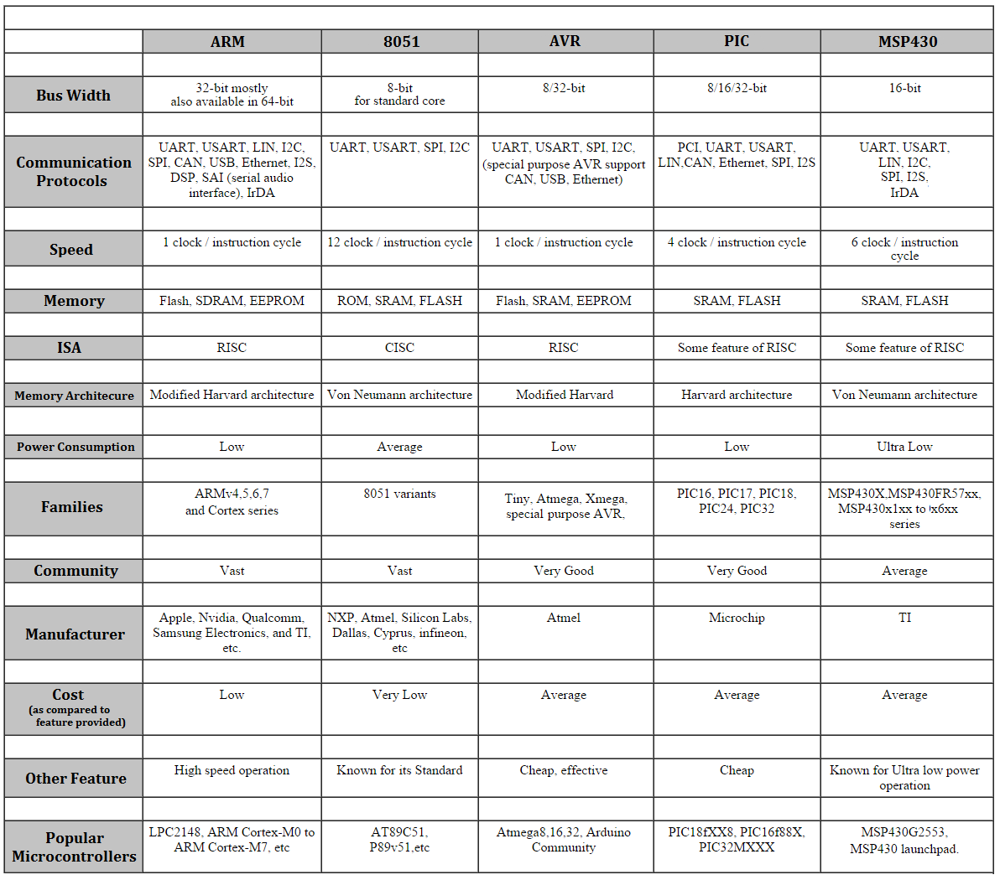 ARM 8051 AVR PIC MSP430
Bus Width
32-bit mostly
also available in 64-bit
8-bit
for standard core
8/32-bit
8/16/32-bit
16-bit
Communication
Protocols
UART, USART, LIN, I2C,
SPI, CAN, USB, Ethernet, I2S,
DSP, SAI (serial audio
interface), IrDA
UART, USART, SPI, I2C
UART, USART, SPI, I2C,
(special purpose AVR support
CAN, USB, Ethernet)
PCI, UART, USART,
LIN,CAN, Ethernet, SPI, I2S
UART, USART,
LIN, I2C,
SPI, I2S,
IrDA
Speed
1 clock / instruction cycle
12 clock / instruction cycle
1 clock / instruction cycle
4 clock / instruction cycle
6 clock / instruction
cycle
Memory
Flash, SDRAM, EEPROM
ROM, SRAM, FLASH
Flash, SRAM, EEPROM
SRAM, FLASH
SRAM, FLASH
ISA
RISC
CISC
RISC
Some feature of RISC
Some feature of RISC
Memory Architecure
Modified Harvard architecture
Von Neumann architecture
Modified Harvard
Harvard architecture
Von Neumann architecture
Power Consumption
Low
Average
Low
Low
Ultra Low
Families
ARMv4,5,6,7
and Cortex series
8051 variants
Tiny, Atmega, Xmega,
special purpose AVR,
PIC16, PIC17, PIC18,
PIC24, PIC32
MSP430X,MSP430FR57xx,
MSP430x1xx to x6xx
series
Community
Vast
Vast
Very Good
Very Good
Average
Manufacturer
Apple, Nvidia, Qualcomm,
Samsung Electronics, and TI,
etc.
NXP, Atmel, Silicon Labs,
Dallas, Cyprus, infineon,
etc
Atmel
Microchip
TI
Cost
(as compared to
feature provided)
Low
Very Low
Average
Average
Average
Other Feature
High speed operation
Known for its Standard
Cheap, effective
Cheap
Known for Ultra low power
operation
Popular
Microcontrollers
LPC2148, ARM Cortex-M0 to
ARM Cortex-M7, etc
AT89C51,
P89v51,etc
Atmega8,16,32, Arduino
Community
PIC18fXX8, PIC16f88X,
PIC32MXXX
MSP430G2553,
MSP430 launchpad.